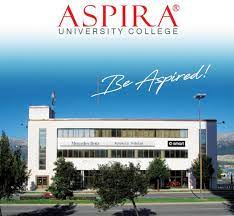 ASPIRA®
UNIVERSITY COLLEGE
Be Aspired!
Mercedes-Benz
smart